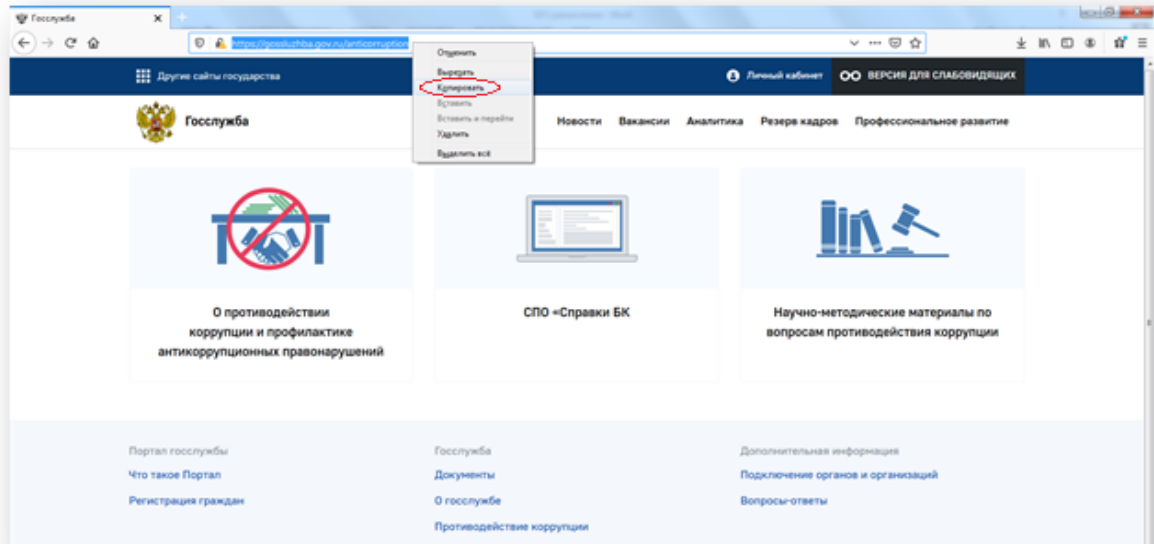 Госслужба
https://gossluzhba.gov.ru/anticorruption
Отменить
Вырезать
Копировать
Вставить
Вставить и перейти
Удалить
Выделить всё
Другие сайты государства
Личный кабинет
ВЕРСИЯ ДЛЯ СЛАБОВИДЯЩИХ
Госслужба
Новости Вакансии Аналитика Резерв кадров Профессиональное развитие
О противодействии
коррупции и профилактике
антикоррупционных правонарушений
СПО «Справки БК
Научно-методические материалы по
вопросам противодействия коррупции
Портал госслужбы
Что такое Портал
Регистрация граждан
Госслужба
Документы
О госслужбе
Противодействие коррупции
Дополнительная информация
Подключение органов и организаций
Вопросы-ответы